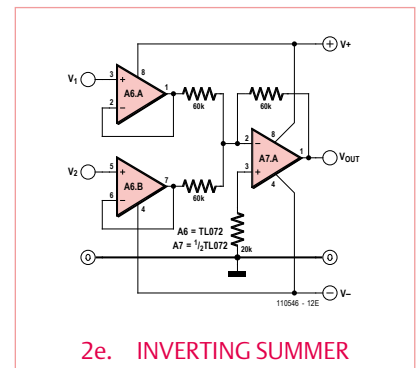 V+
V1
3
+
8
1
A6.A
2
−
60k
60k
8
2
−
A7.A
1
VOUT
3
+
4
V2
5
+
7
A6.B
6
−
4
60k
A6 = TL072
A7 = 1/2TL072
20k
0
0
V−
110546 - 12E
2e. INVERTING SUMMER